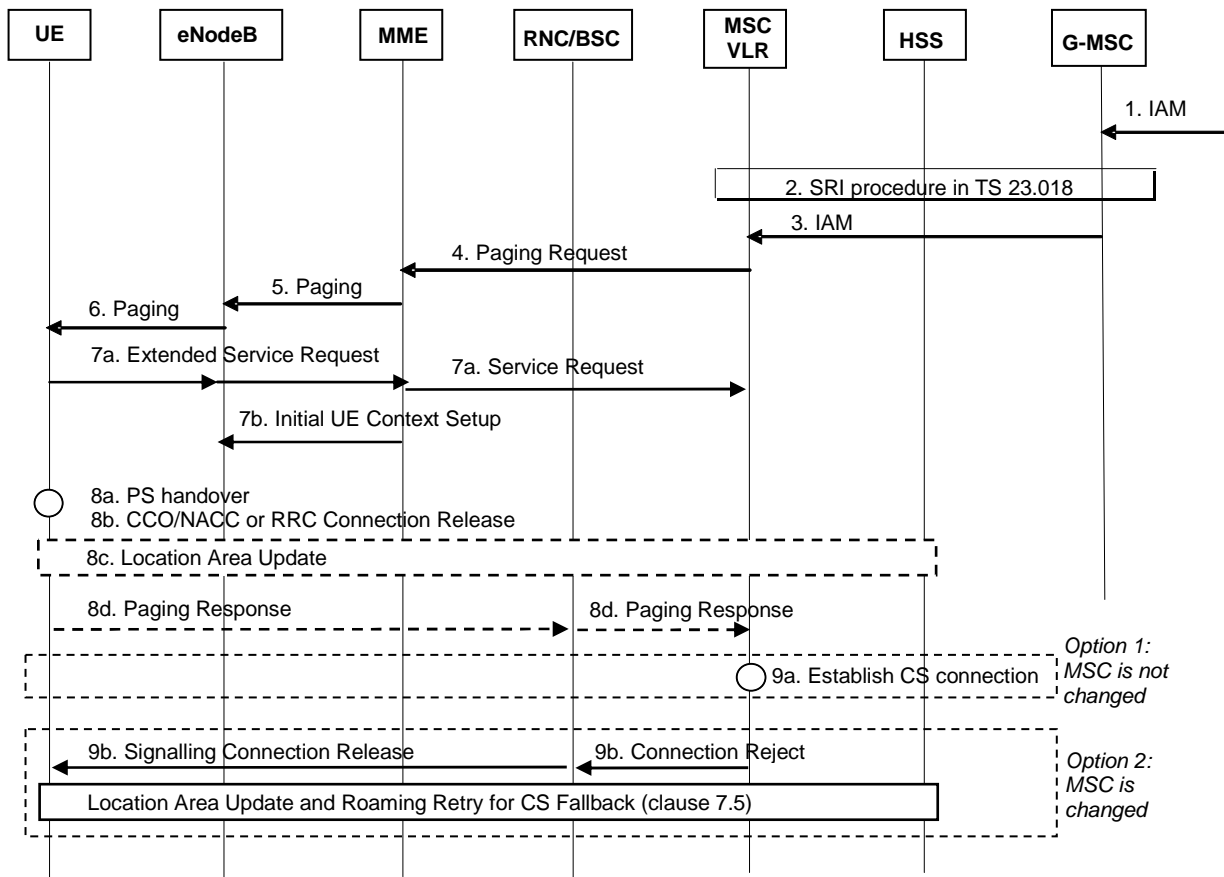 UE
eNodeB
MME
RNC/BSC
MSC
VLR
HSS
G-MSC
1. IAM
2. SRI procedure in TS 23.018
3. IAM
4. Paging Request
5. Paging
6. Paging
7a. Extended Service Request
7a. Service Request
7b. Initial UE Context Setup
8a. PS handover
8b. CCO/NACC or RRC Connection Release
8c. Location Area Update
8d. Paging Response
8d. Paging Response
Option 1:
MSC is not
changed
9a. Establish CS connection
9b. Signalling Connection Release
9b. Connection Reject
Option 2:
MSC is
changed
Location Area Update and Roaming Retry for CS Fallback (clause 7.5)